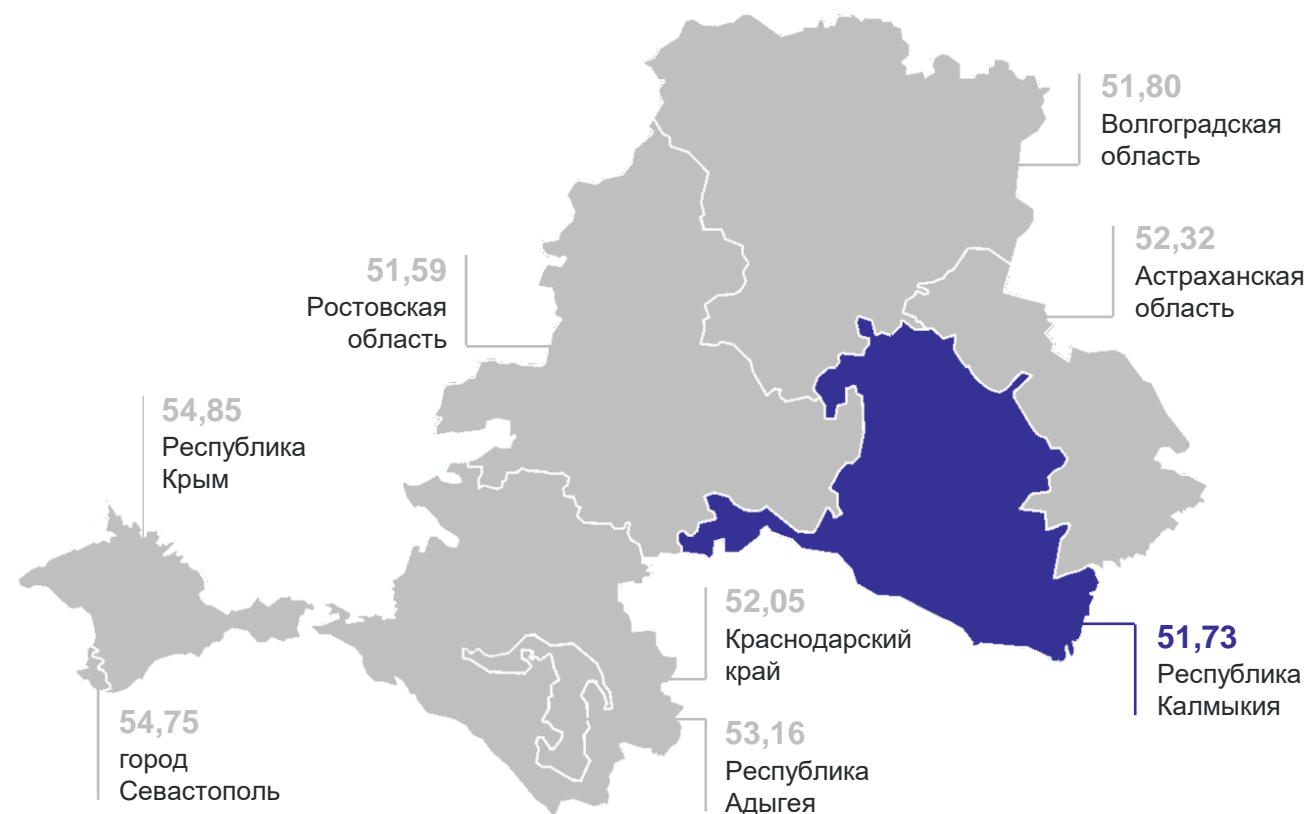 51,80
Волгоградская
область
52,32
Астраханская
область
51,59
Ростовская
область
54,85
Республика
Крым
52,05
Краснодарский
край
51,73
Республика
Калмыкия
54,75
город
Севастополь
53,16
Республика
Адыгея